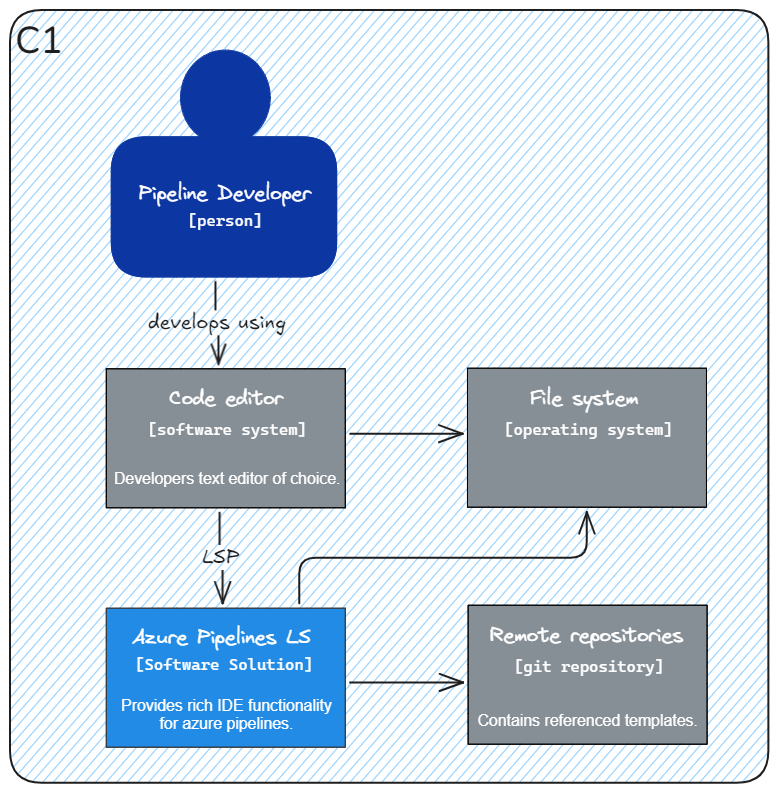 C1
Pipeline Developer
[person]
develops using
Code editor
[software system]
Developers text editor of choice.
File system
[operating system]
LSP
Azure Pipelines LS
[Software Solution]
Provides rich IDE functionality
for azure pipelines.
Remote repositories
[git repository]
Contains referenced templates.